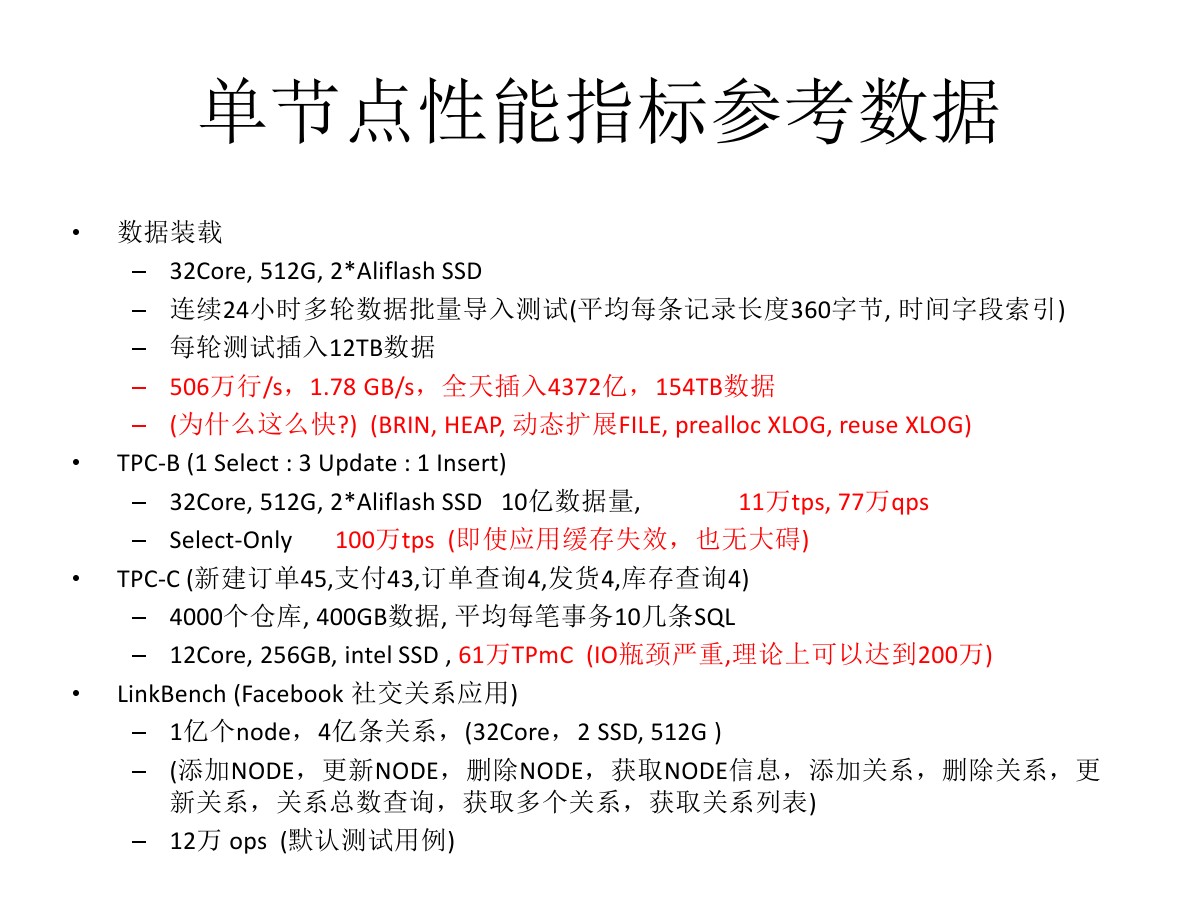 单节点性能指标参考数据
• 数据装载
– 32Core, 512G, 2*Aliflash SSD
– 连续24小时多轮数据批量导入测试(平均每条记录长度360字节, 时间字段索引)
– 每轮测试插入12TB数据
– 506万行/s，1.78 GB/s，全天插入4372亿，154TB数据
– (为什么这么快?) (BRIN, HEAP, 动态扩展FILE, prealloc XLOG, reuse XLOG)
• TPC-B (1 Select : 3 Update : 1 Insert)
– 32Core, 512G, 2*Aliflash SSD 10亿数据量, 11万tps, 77万qps
– Select-Only 100万tps (即使应用缓存失效，也无大碍)
• TPC-C (新建订单45,支付43,订单查询4,发货4,库存查询4)
– 4000个仓库, 400GB数据, 平均每笔事务10几条SQL
– 12Core, 256GB, intel SSD , 61万TPmC (IO瓶颈严重,理论上可以达到200万)
• LinkBench (Facebook 社交关系应用)
– 1亿个node，4亿条关系，(32Core，2 SSD, 512G )
– (添加NODE，更新NODE，删除NODE，获取NODE信息，添加关系，删除关系，更
新关系，关系总数查询，获取多个关系，获取关系列表)
– 12万 ops (默认测试用例)